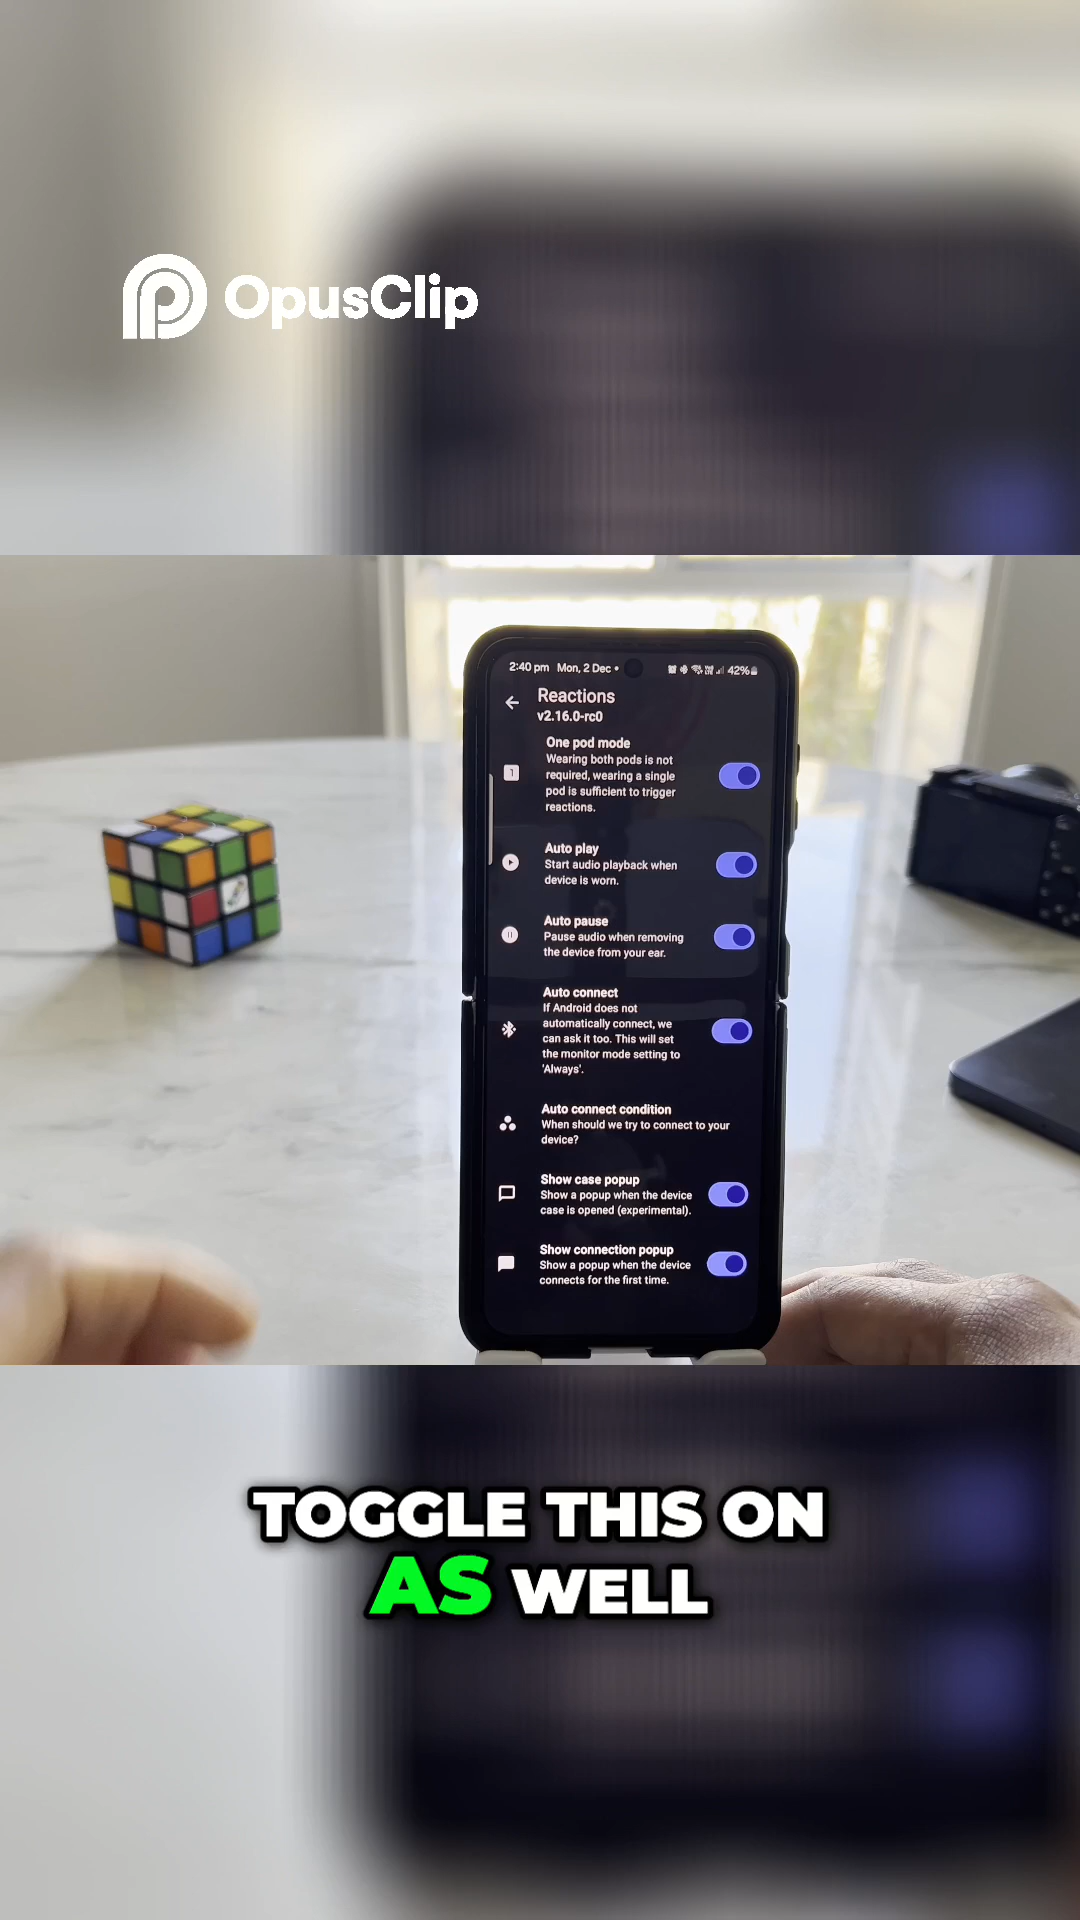 OpusClip
2:40 pm Mon, 2 Dec •
42%
Reactions
v2.16.0-rc0
One pod mode
Wearing both pods is not
required, wearing a single
pod is sufficient to trigger
reactions.
1
Auto play
Start audio playback when
device is worn.
Auto pause
Pause audio when removing
the device from your ear.
Auto connect
If Android does not
automatically connect, we
can ask it too. This will set
the monitor mode setting to
'Always'.
Auto connect condition
When should we try to connect to your
device?
Show case popup
Show a popup when the device
case is opened (experimental).
Show connection popup
Show a popup when the device
connects for the first time.
TOGGLE THIS ON
AS WELL